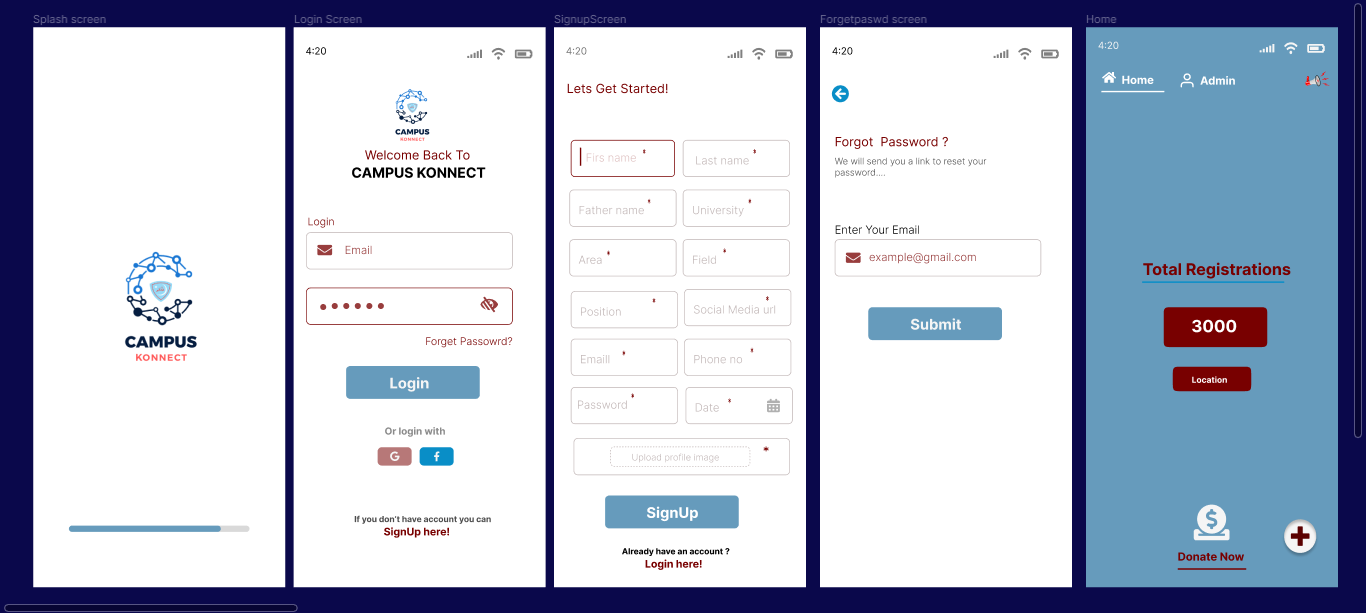 Splash screen
CAMPUS
KONNECT
Login Screen
4:20
CAMPUS
KONNECT
Welcome Back To
CAMPUS KONNECT
Login
Email
Forget Passowrd?
Login
Or login with
G f
If you don't have account you can
SignUp here!
SignupScreen
4:20
Lets Get Started!
Firs name * Last name *
Father name * University *
Area * Field *
Position * Social Media url *
Emaill * Phone no *
Password * Date *
Upload profile image *
SignUp
Already have an account ?
Login here!
Forgetpaswd screen
4:20
Forgot Password ?
We will send you a link to reset your
password....
Enter Your Email
example@gmail.com
Submit
Home
4:20
Home Admin
Total Registrations
3000
Location
$
Donate Now